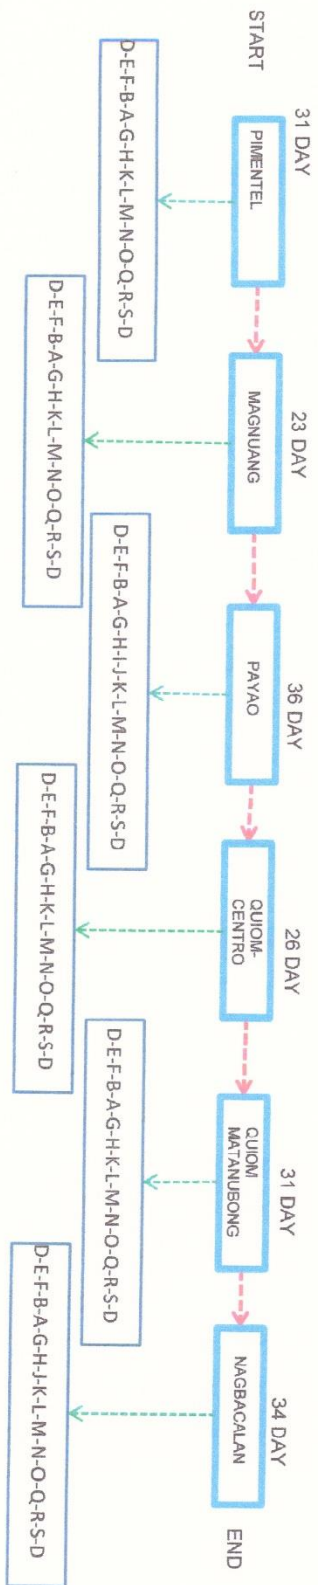 START
31 DAY
PIMENTEL
D-E-F-B-A-G-H-K-L-M-N-O-Q-R-S-D
23 DAY
MAGNUANG
D-E-F-B-A-G-H-K-L-M-N-O-Q-R-S-D
36 DAY
PAYAO
D-E-F-B-A-G-H-I-J-K-L-M-N-O-Q-R-S-D
26 DAY
QUIOM-
CENTRO
D-E-F-B-A-G-H-K-L-M-N-O-Q-R-S-D
31 DAY
QUIOM
MATANUBONG
D-E-F-B-A-G-H-K-L-M-N-O-Q-R-S-D
34 DAY
NAGBACALAN
D-E-F-B-A-G-H-J-K-L-M-N-O-Q-R-S-D
END